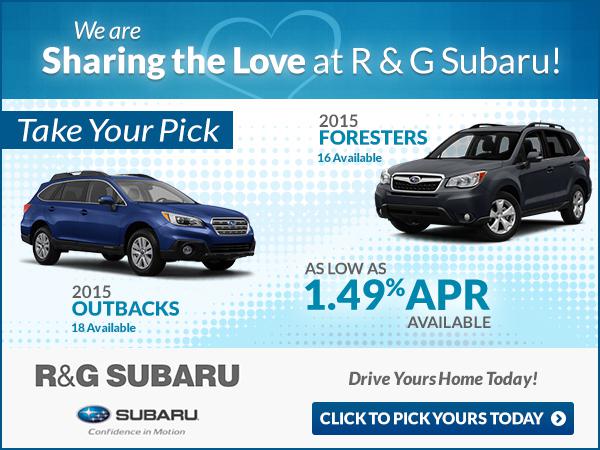 We are
Sharing the Love at R & G Subaru!
Take Your Pick
2015
FORESTERS
16 Available
2015
OUTBACKS
18 Available
AS LOW AS
1.49% APR
AVAILABLE
R&G SUBARU
SUBARU
Confidence in Motion
Drive Yours Home Today!
CLICK TO PICK YOURS TODAY